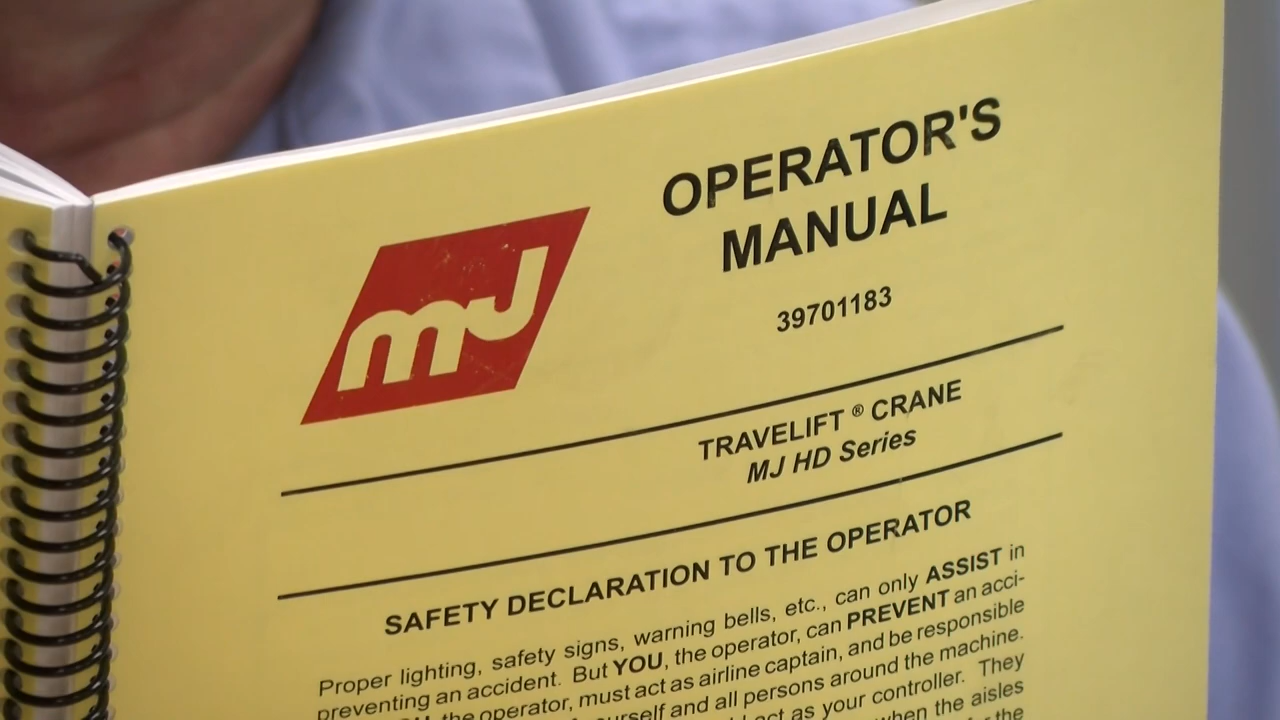 mJ
OPERATOR'S
MANUAL
39701183
TRAVELIFT ® CRANE
MJ HD Series
SAFETY DECLARATION TO THE OPERATOR
Proper lighting, safety signs, warning bells, etc., can only ASSIST in
preventing an accident. But YOU, the operator, can PREVENT an acci-
the operator, must act as airline captain, and be responsible
and all persons around the machine.
act as your controller. They
when the aisles
the